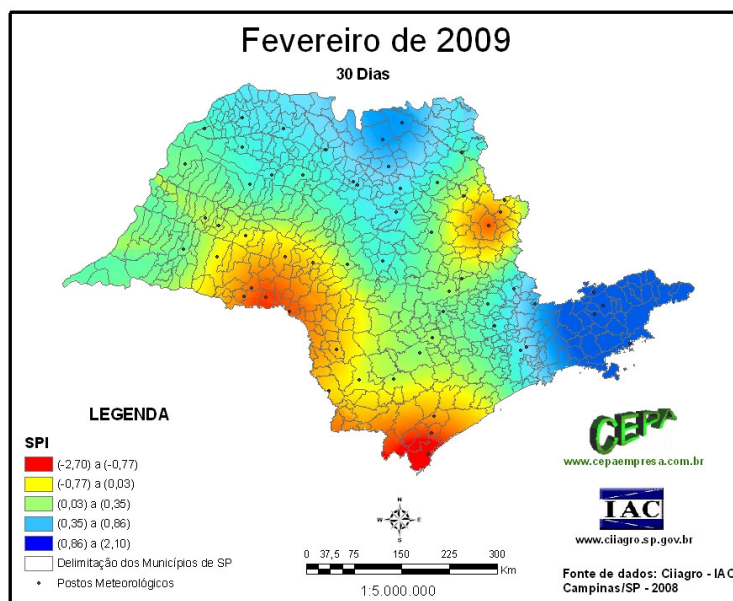 Fevereiro de 2009
30 Dias
LEGENDA
SPI
(-2,70) a (-0,77)
(-0,77) a (0,03)
(0,03) a (0,35)
(0,35) a (0,86)
(0,86) a (2,10)
Delimitação dos Municípios de SP
Postos Meteorológicos
N
W E
S
0 37,5 75 150 225 300
Km
1:5.000.000
CEPA
www.cepaempresa.com.br
IAC
www.ciiagro.sp.gov.br
Fonte de dados: Ciiagro - IAC
Campinas/SP - 2008